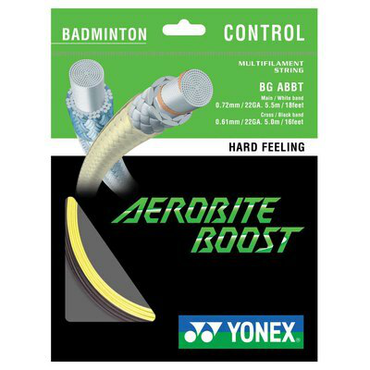 BADMINTON
CONTROL
MULTIFILAMENT
STRING
BG ABBT
Main / White band
0.72mm/22GA. 5.5m/18feet
Cross / Black band
0.61mm/22GA. 5.0m/16feet
HARD FEELING
AEROBITE
BOOST
YONEX